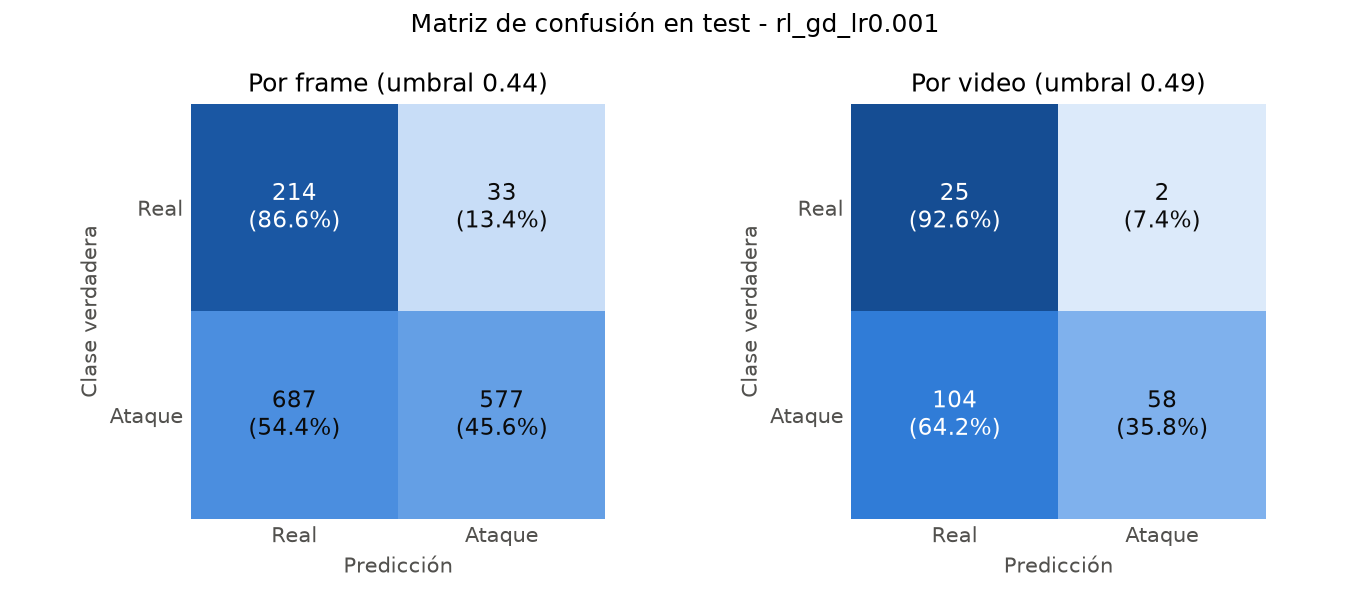 Matriz de confusión en test - rl_gd_lr0.001
Por frame (umbral 0.44)
Clase verdadera
Real
214
(86.6%)
33
(13.4%)
Ataque
687
(54.4%)
577
(45.6%)
Real
Ataque
Predicción
Por video (umbral 0.49)
Clase verdadera
Real
25
(92.6%)
2
(7.4%)
Ataque
104
(64.2%)
58
(35.8%)
Real
Ataque
Predicción